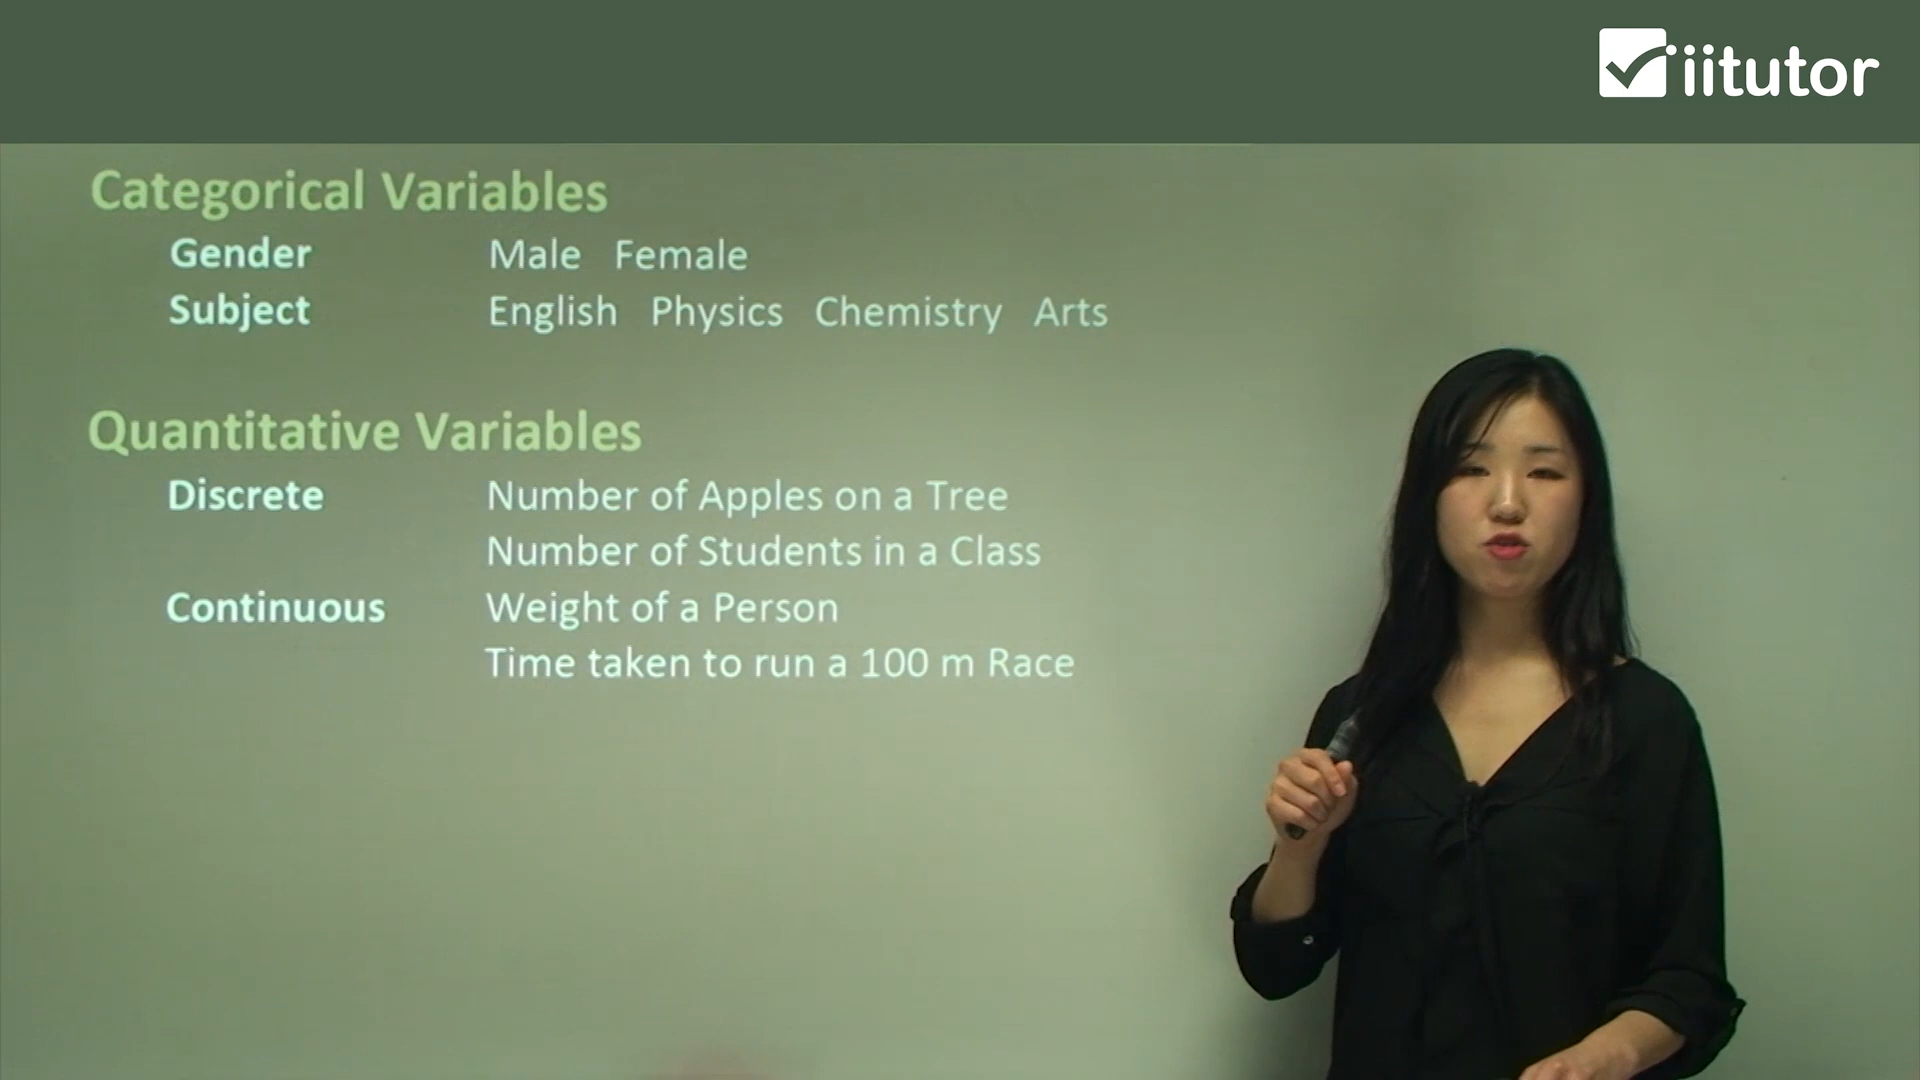 iitutor
Categorical Variables
Gender Male Female
Subject English Physics Chemistry Arts
Quantitative Variables
Discrete Number of Apples on a Tree
Number of Students in a Class
Continuous Weight of a Person
Time taken to run a 100 m Race